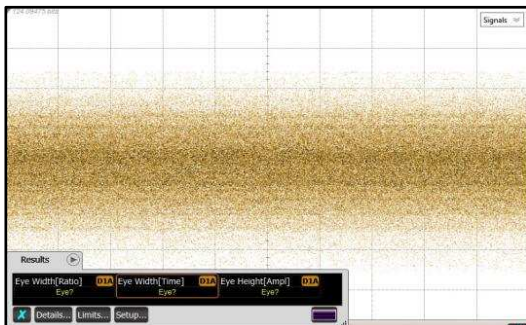 Signals
Results
Eye Width[Ratio] D1A Eye Width[Time] D1A Eye Height[Ampl] D1A
Eye? Eye? Eye?
X Details... Limits... Setup...